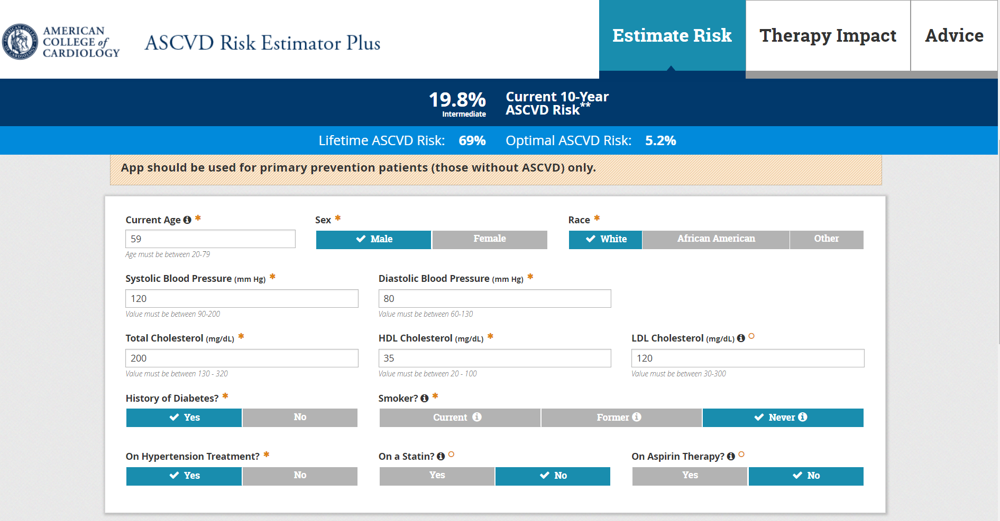 AMERICAN
COLLEGE of
CARDIOLOGY
ASCVD Risk Estimator Plus
Estimate Risk
Therapy Impact
Advice
19.8%
Intermediate
Current 10-Year
ASCVD Risk**
Lifetime ASCVD Risk: 69% Optimal ASCVD Risk: 5.2%
App should be used for primary prevention patients (those without ASCVD) only.
Current Age *
59
Age must be between 20-79
Sex *
Male Female
Race *
White African American Other
Systolic Blood Pressure (mm Hg) *
120
Value must be between 90-200
Diastolic Blood Pressure (mm Hg) *
80
Value must be between 60-130
Total Cholesterol (mg/dL) *
200
Value must be between 130 - 320
HDL Cholesterol (mg/dL) *
35
Value must be between 20 - 100
LDL Cholesterol (mg/dL)
120
Value must be between 30-300
History of Diabetes? *
Yes No
Smoker? *
Current Former Never
On Hypertension Treatment? *
Yes No
On a Statin?
Yes No
On Aspirin Therapy?
Yes No